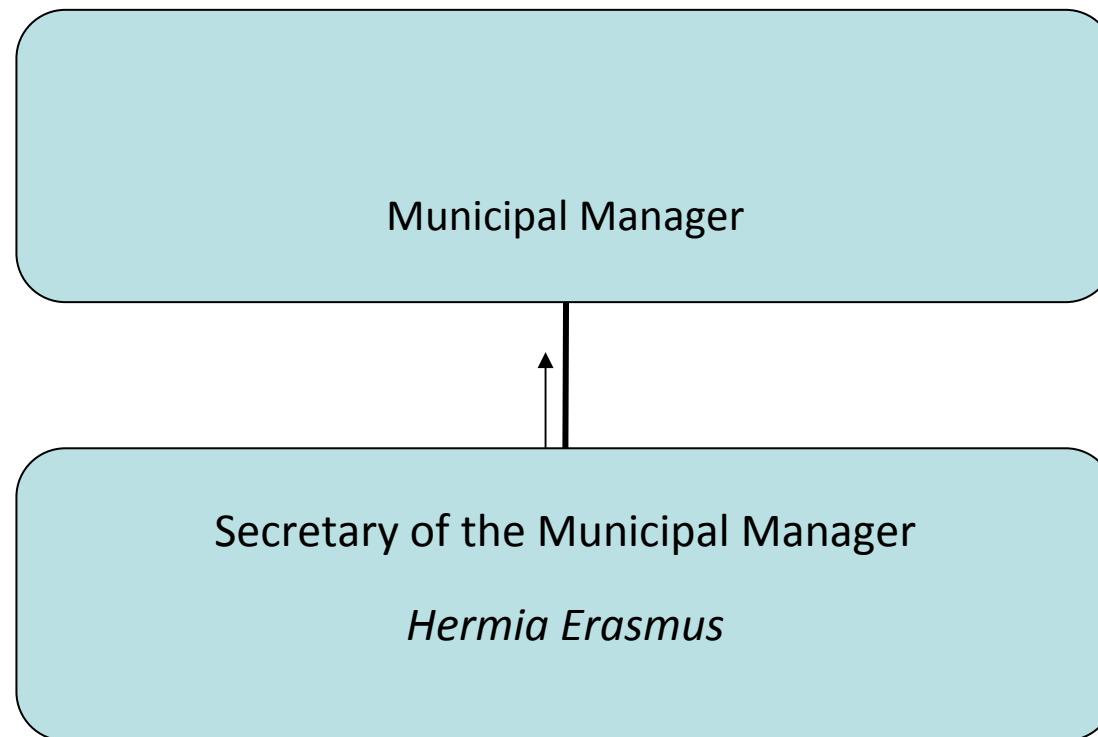 Municipal Manager
Secretary of the Municipal Manager
Hermia Erasmus